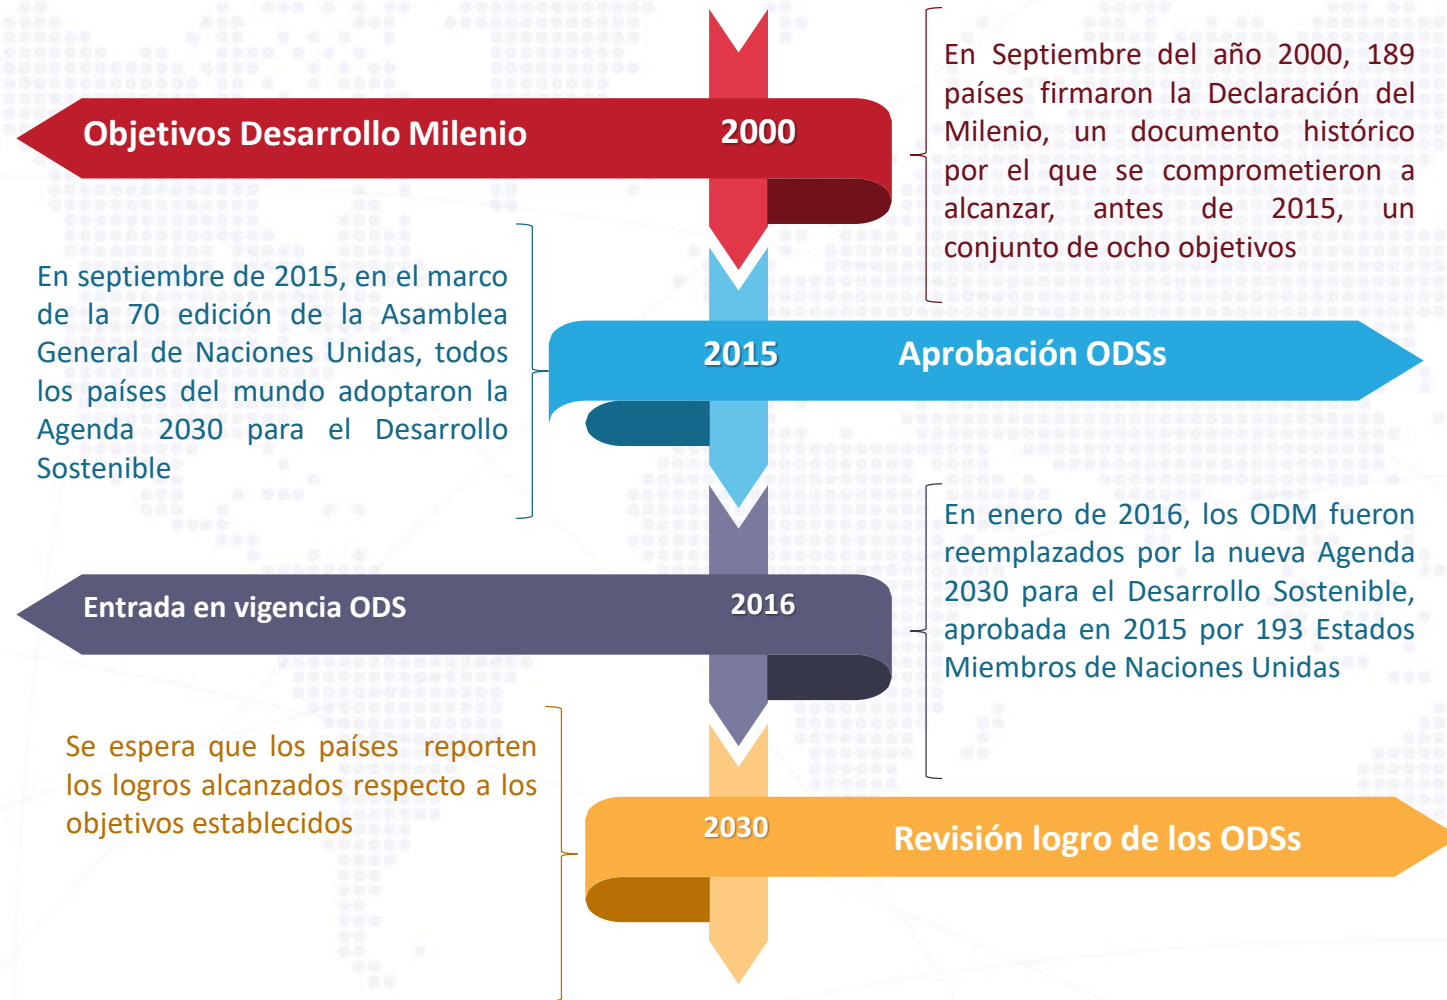 Objetivos Desarrollo Milenio
2000
En Septiembre del año 2000, 189
países firmaron la Declaración del
Milenio, un documento histórico
por el que se comprometieron a
alcanzar, antes de 2015, un
conjunto de ocho objetivos
En septiembre de 2015, en el marco
de la 70 edición de la Asamblea
General de Naciones Unidas, todos
los países del mundo adoptaron la
Agenda 2030 para el Desarrollo
Sostenible
2015
Aprobación ODSs
Entrada en vigencia ODS
2016
En enero de 2016, los ODM fueron
reemplazados por la nueva Agenda
2030 para el Desarrollo Sostenible,
aprobada en 2015 por 193 Estados
Miembros de Naciones Unidas
Se espera que los países reporten
los logros alcanzados respecto a los
objetivos establecidos
2030
Revisión logro de los ODSs